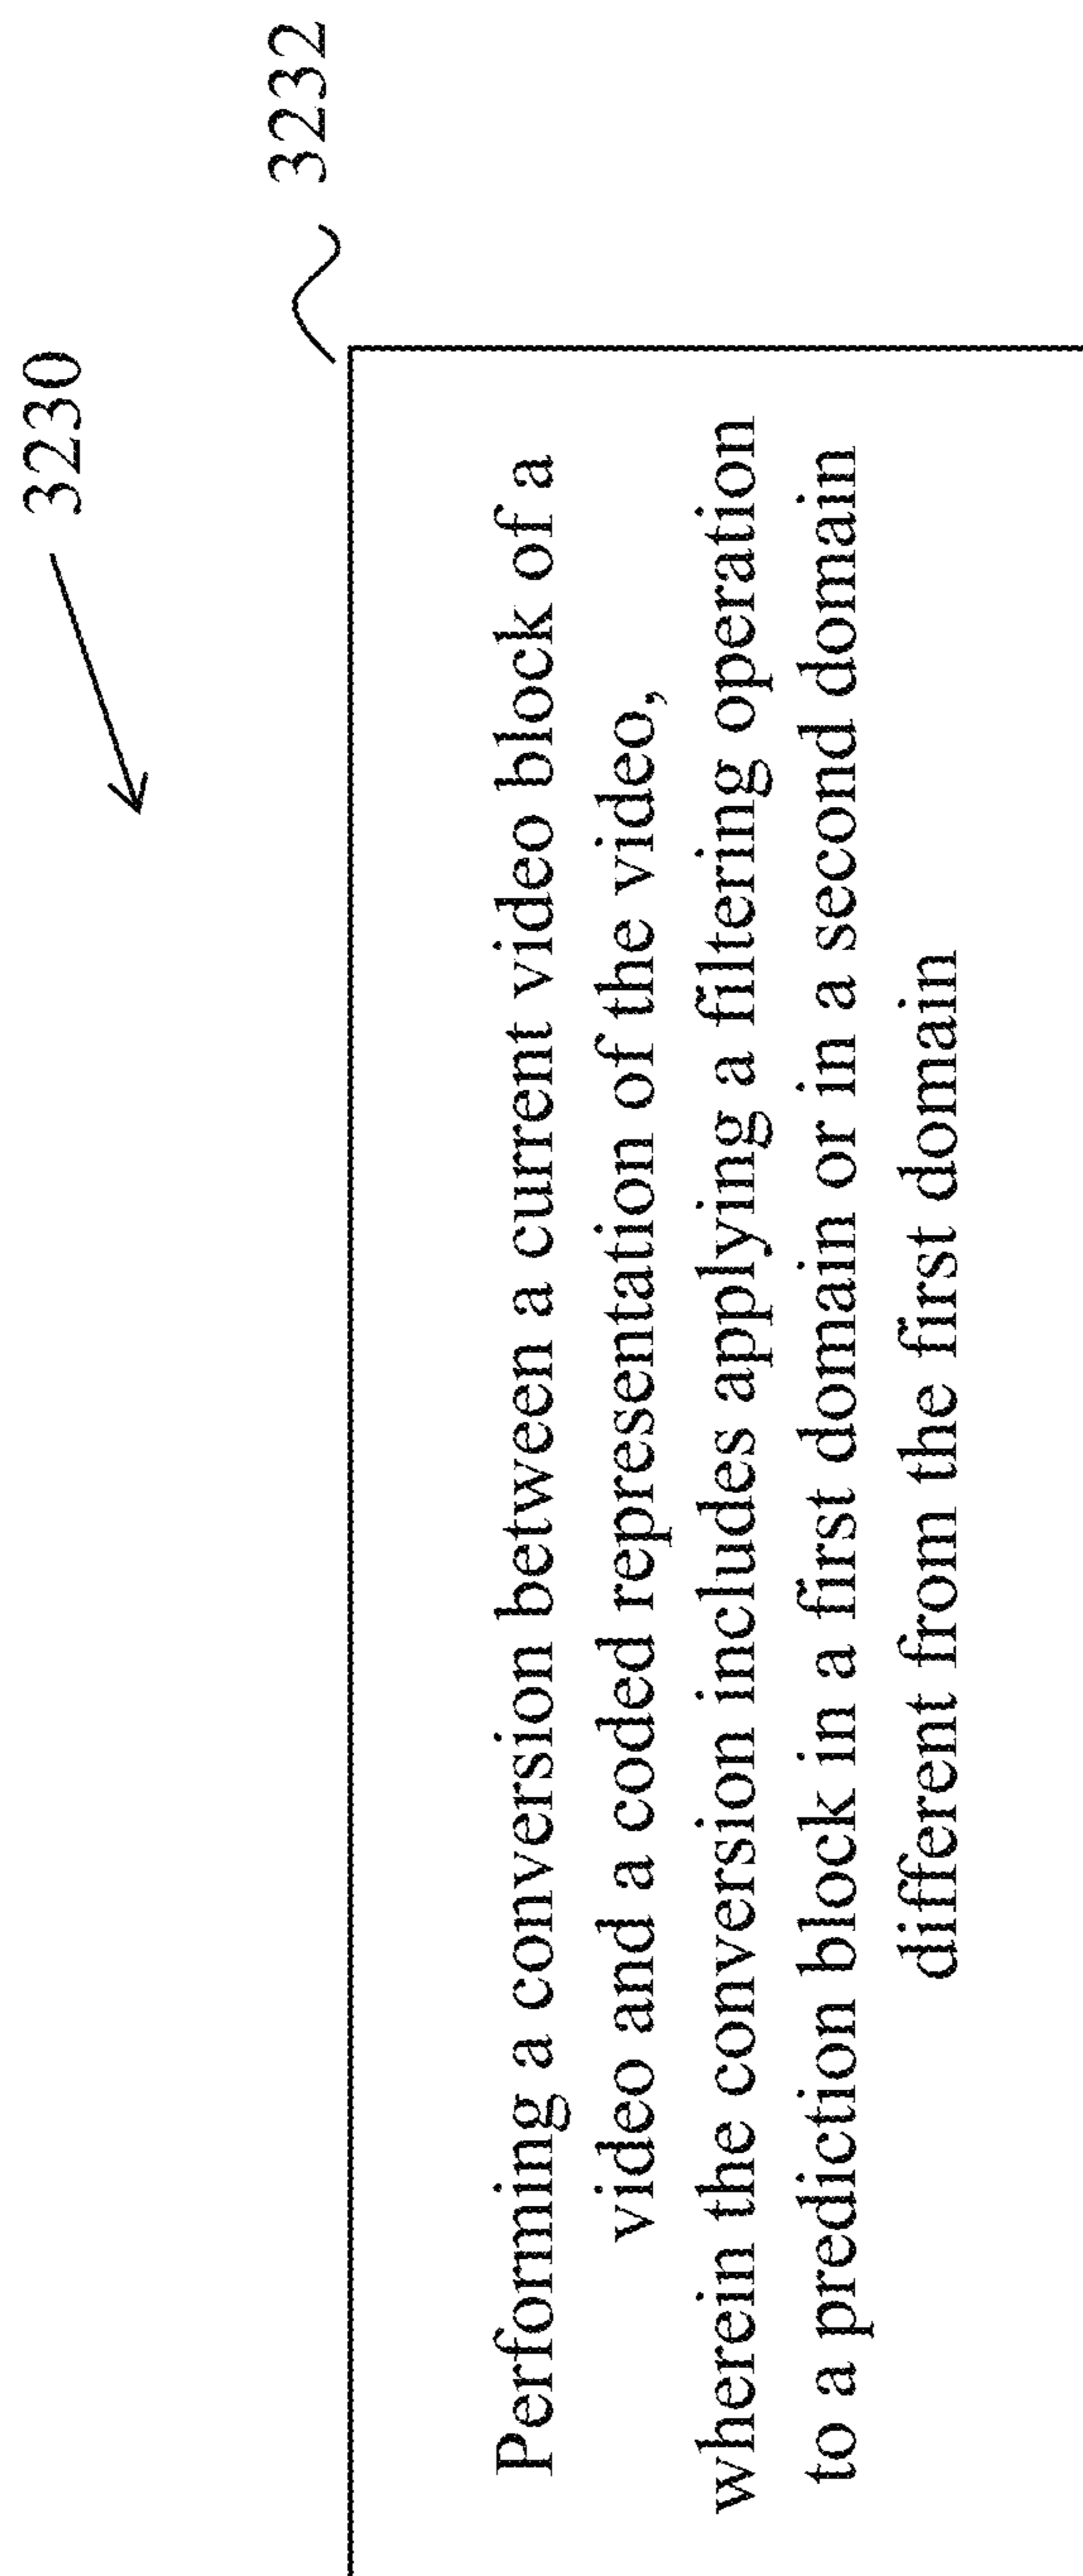 3230
3232
Performing a conversion between a current video block of a
video and a coded representation of the video,
wherein the conversion includes applying a filtering operation
to a prediction block in a first domain or in a second domain
different from the first domain